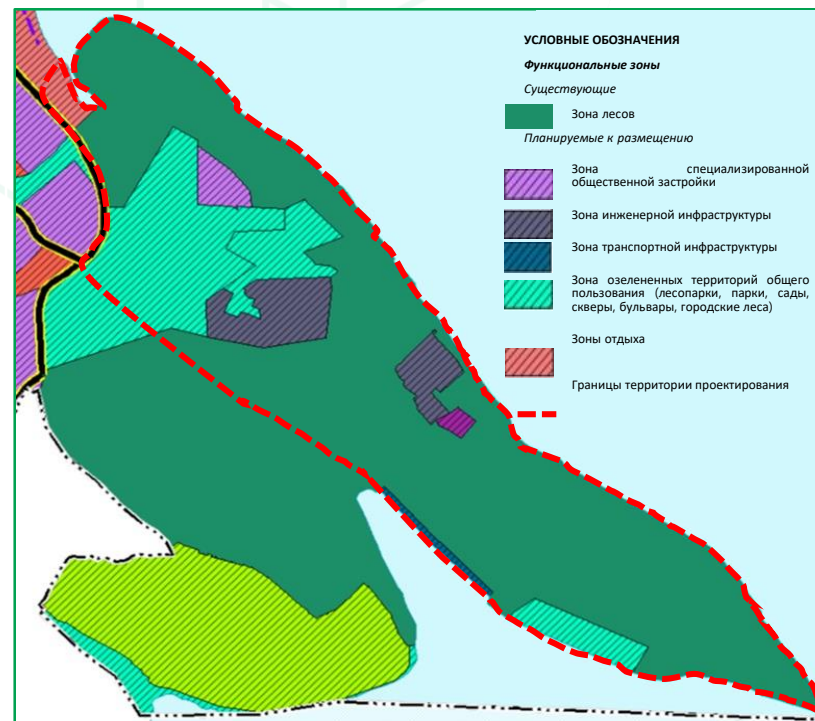 УСЛОВНЫЕ ОБОЗНАЧЕНИЯ
Функциональные зоны
Существующие
Зона лесов
Планируемые к размещению
Зона специализированной
общественной застройки
Зона инженерной инфраструктуры
Зона транспортной инфраструктуры
Зона озелененных территорий общего
пользования (лесопарки, парки, сады,
скверы, бульвары, городские леса)
Зоны отдыха
Границы территории проектирования